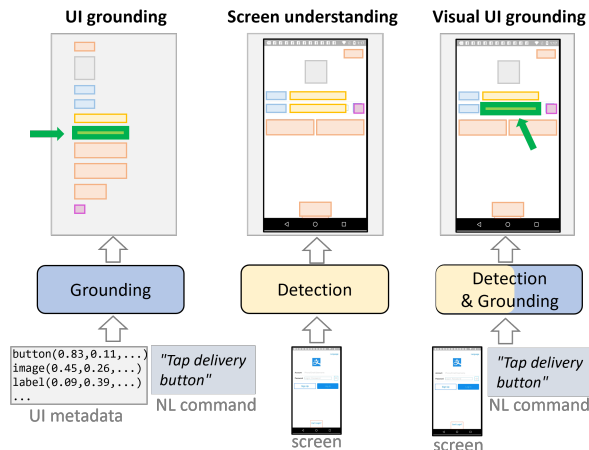 UI grounding
Screen understanding
Visual UI grounding
Grounding
Detection
Detection
& Grounding
button(0.83,0.11,...)
image(0.45,0.26,...)
label(0.09,0.39,...)
...
UI metadata
"Tap delivery
button"
NL command
screen
"Tap delivery
button"
NL command
screen